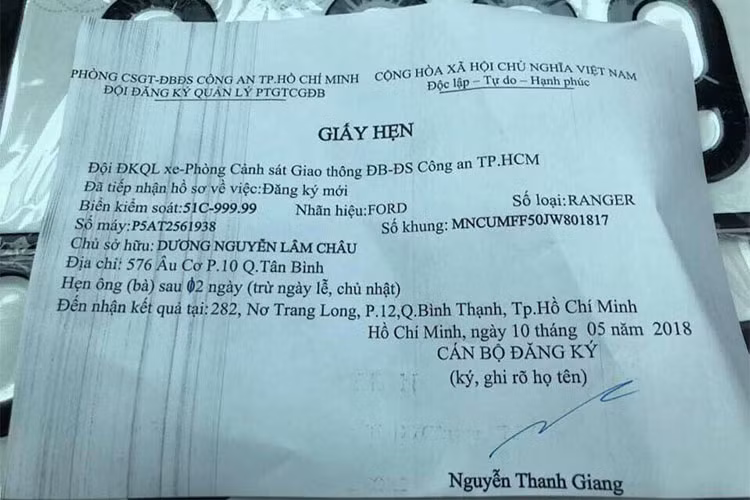 PHÒNG CSGT-ĐBĐS CÔNG AN TP.HỒ CHÍ MINH CỘNG HÒA XÃ HỘI CHỦ NGHĨA VIỆT NAM
ĐỘI ĐĂNG KÝ QUẢN LÝ PTGTCGĐB Độc lập – Tự do – Hạnh phúc
GIẤY HẸN
Đội ĐKQL xe-Phòng Cảnh sát Giao thông ĐB-ĐS Công an TP.HCM
Đã tiếp nhận hồ sơ về việc:Đăng ký mới
Biển kiểm soát:51C-999.99 Nhãn hiệu:FORD Số loại:RANGER
Số máy:P5AT2561938 Số khung: MNCUMFF50JW801817
Chủ sở hữu: DƯƠNG NGUYỄN LÂM CHÂU
Địa chỉ: 576 Âu Cơ P.10 Q.Tân Bình
Hẹn ông (bà) sau 02 ngày (trừ ngày lễ, chủ nhật)
Đến nhận kết quả tại:282, Nơ Trang Long, P.12,Q.Bình Thạnh, Tp.Hồ Chí Minh
Hồ Chí Minh, ngày 10 tháng 05 năm 2018
CÁN BỘ ĐĂNG KÝ
(ký, ghi rõ họ tên)
Nguyễn Thanh Giang